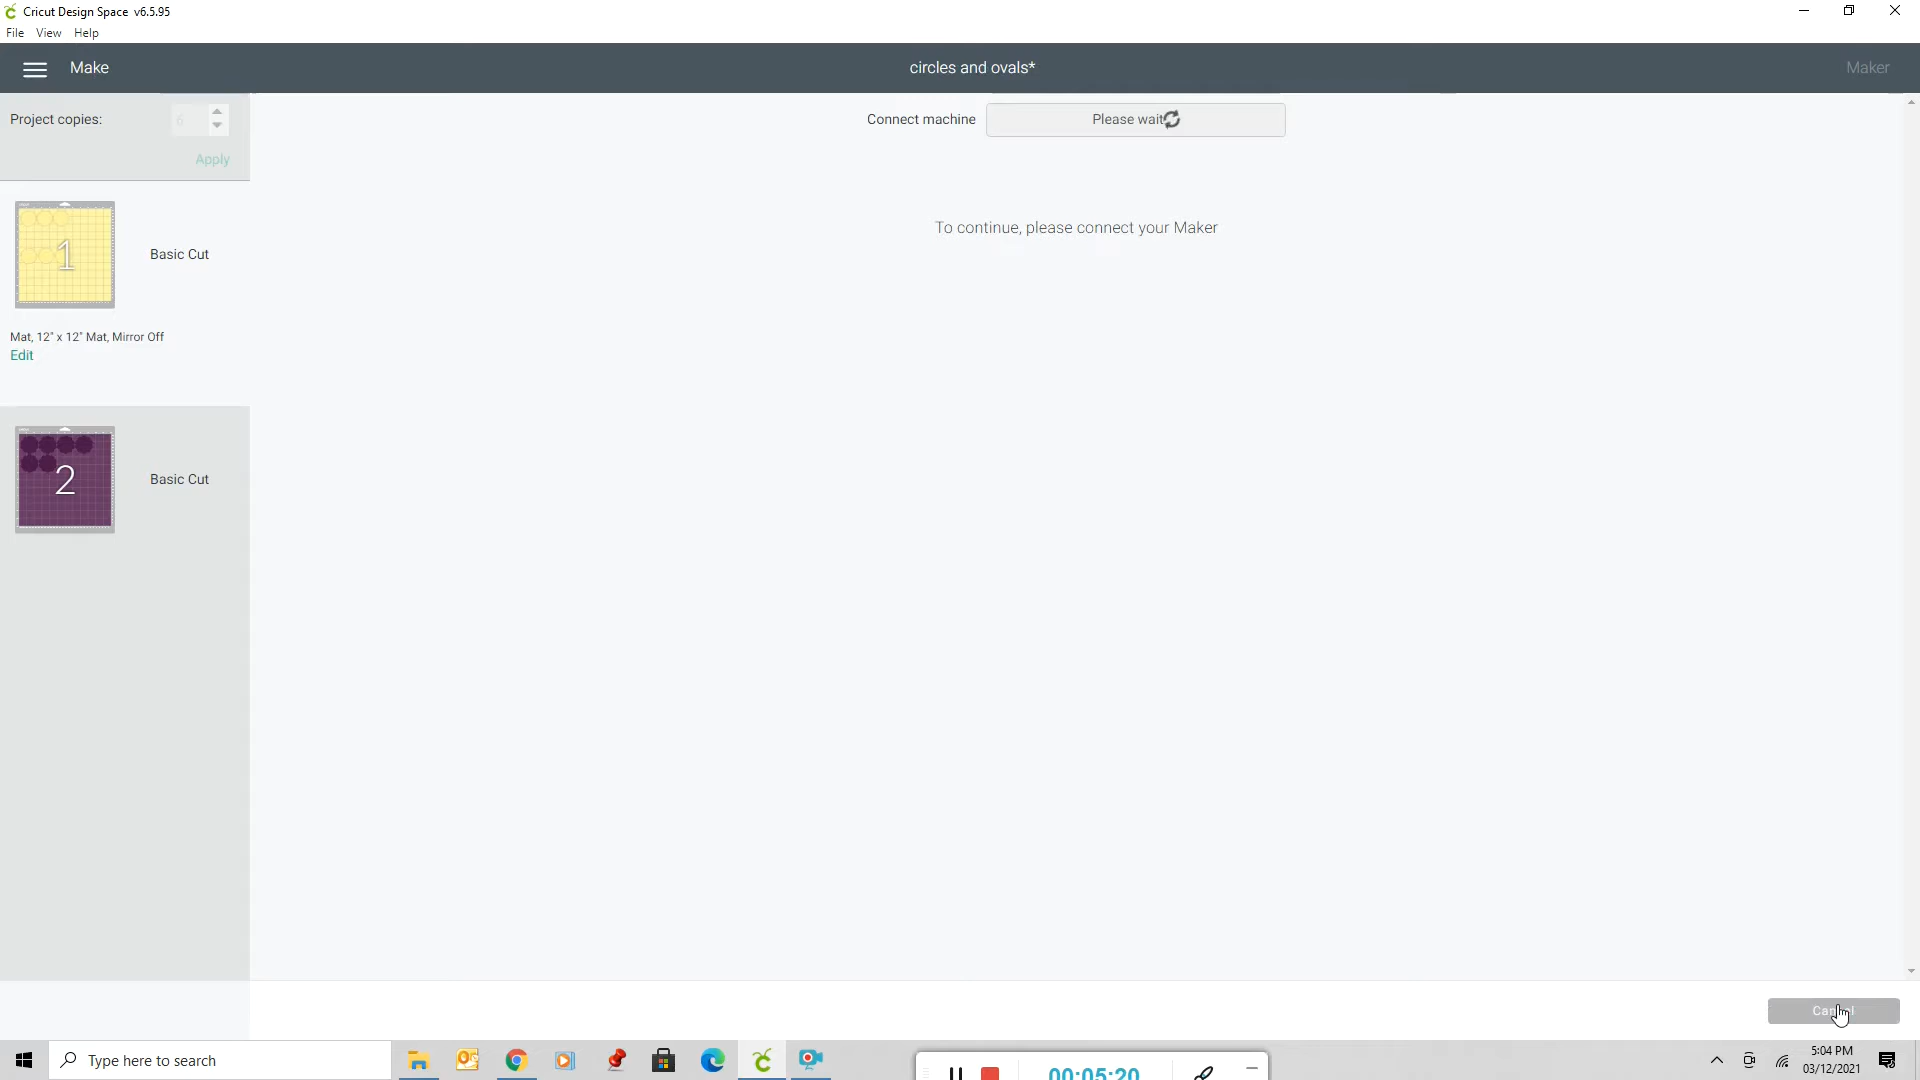 Cricut Design Space v6.5.95
File View Help
Make
circles and ovals*
Maker
Project copies:
6
Apply
Connect machine
Please wait
To continue, please connect your Maker
1
Basic Cut
Mat, 12" x 12" Mat, Mirror Off
Edit
2
Basic Cut
Type here to search
00:05:20
5:04 PM
03/12/2021